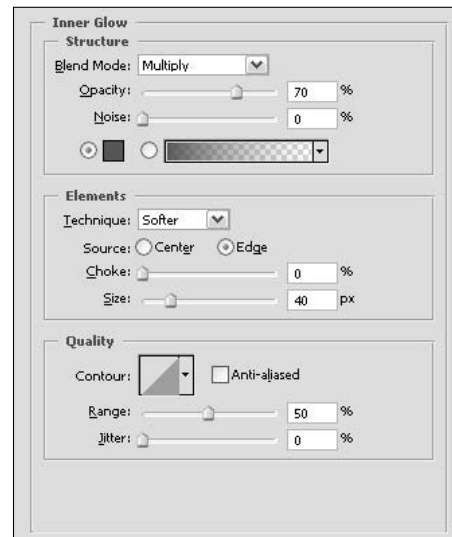 Inner Glow
Structure
Blend Mode: Multiply
Opacity: 70 %
Noise: 0 %
Elements
Technique: Softer
Source: Center Edge
Choke: 0 %
Size: 40 px
Quality
Contour: Anti-aliased
Range: 50 %
Jitter: 0 %